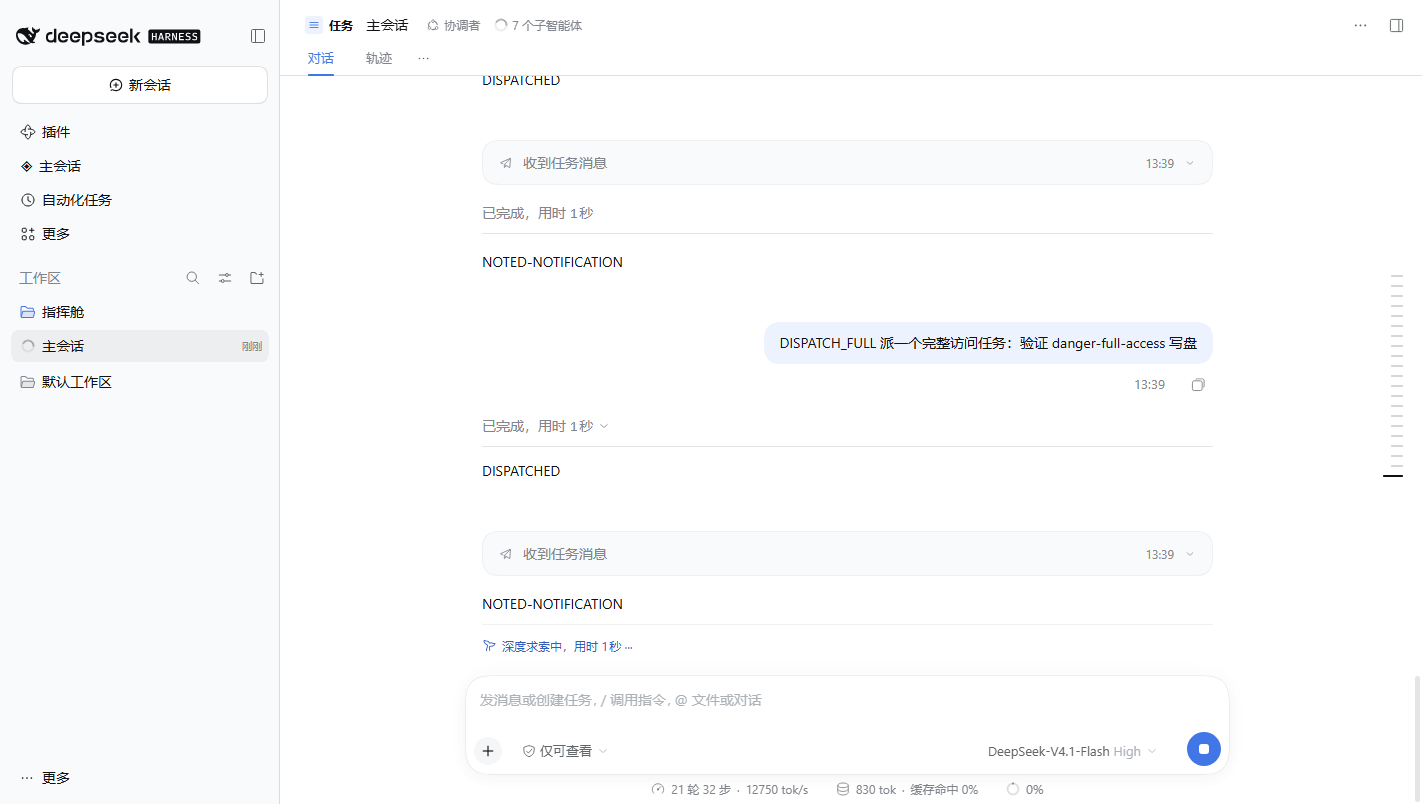 deepseek HARNESS
新会话
插件
主会话
自动化任务
更多
工作区
指挥舱
主会话 刚刚
默认工作区
··· 更多
任务 主会话 协调者 7 个子智能体 ···
对话 轨迹 ···
DISPATCHED
收到任务消息 13:39
已完成，用时 1秒
NOTED-NOTIFICATION
DISPATCH_FULL 派一个完整访问任务：验证 danger-full-access 写盘
13:39
已完成，用时 1秒
DISPATCHED
收到任务消息 13:39
NOTED-NOTIFICATION
深度求索中，用时 1秒 ···
发消息或创建任务, / 调用指令, @ 文件或对话
仅可查看 DeepSeek-V4.1-Flash High
21 轮 32 步 · 12750 tok/s 830 tok · 缓存命中 0% 0%